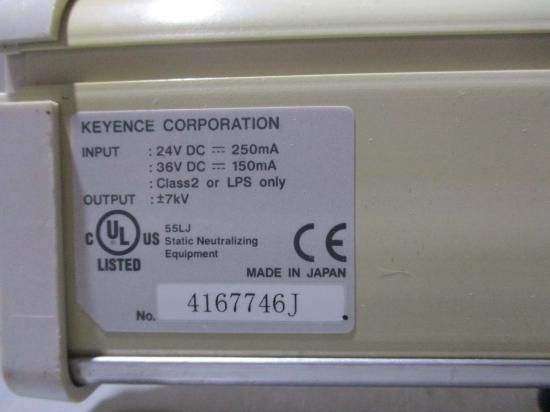 KEYENCE CORPORATION
INPUT : 24V DC ⎓ 250mA
: 36V DC ⎓ 150mA
: Class2 or LPS only
OUTPUT : ±7kV
C UL US LISTED
55LJ
Static Neutralizing
Equipment
CE
MADE IN JAPAN
No. 4167746J